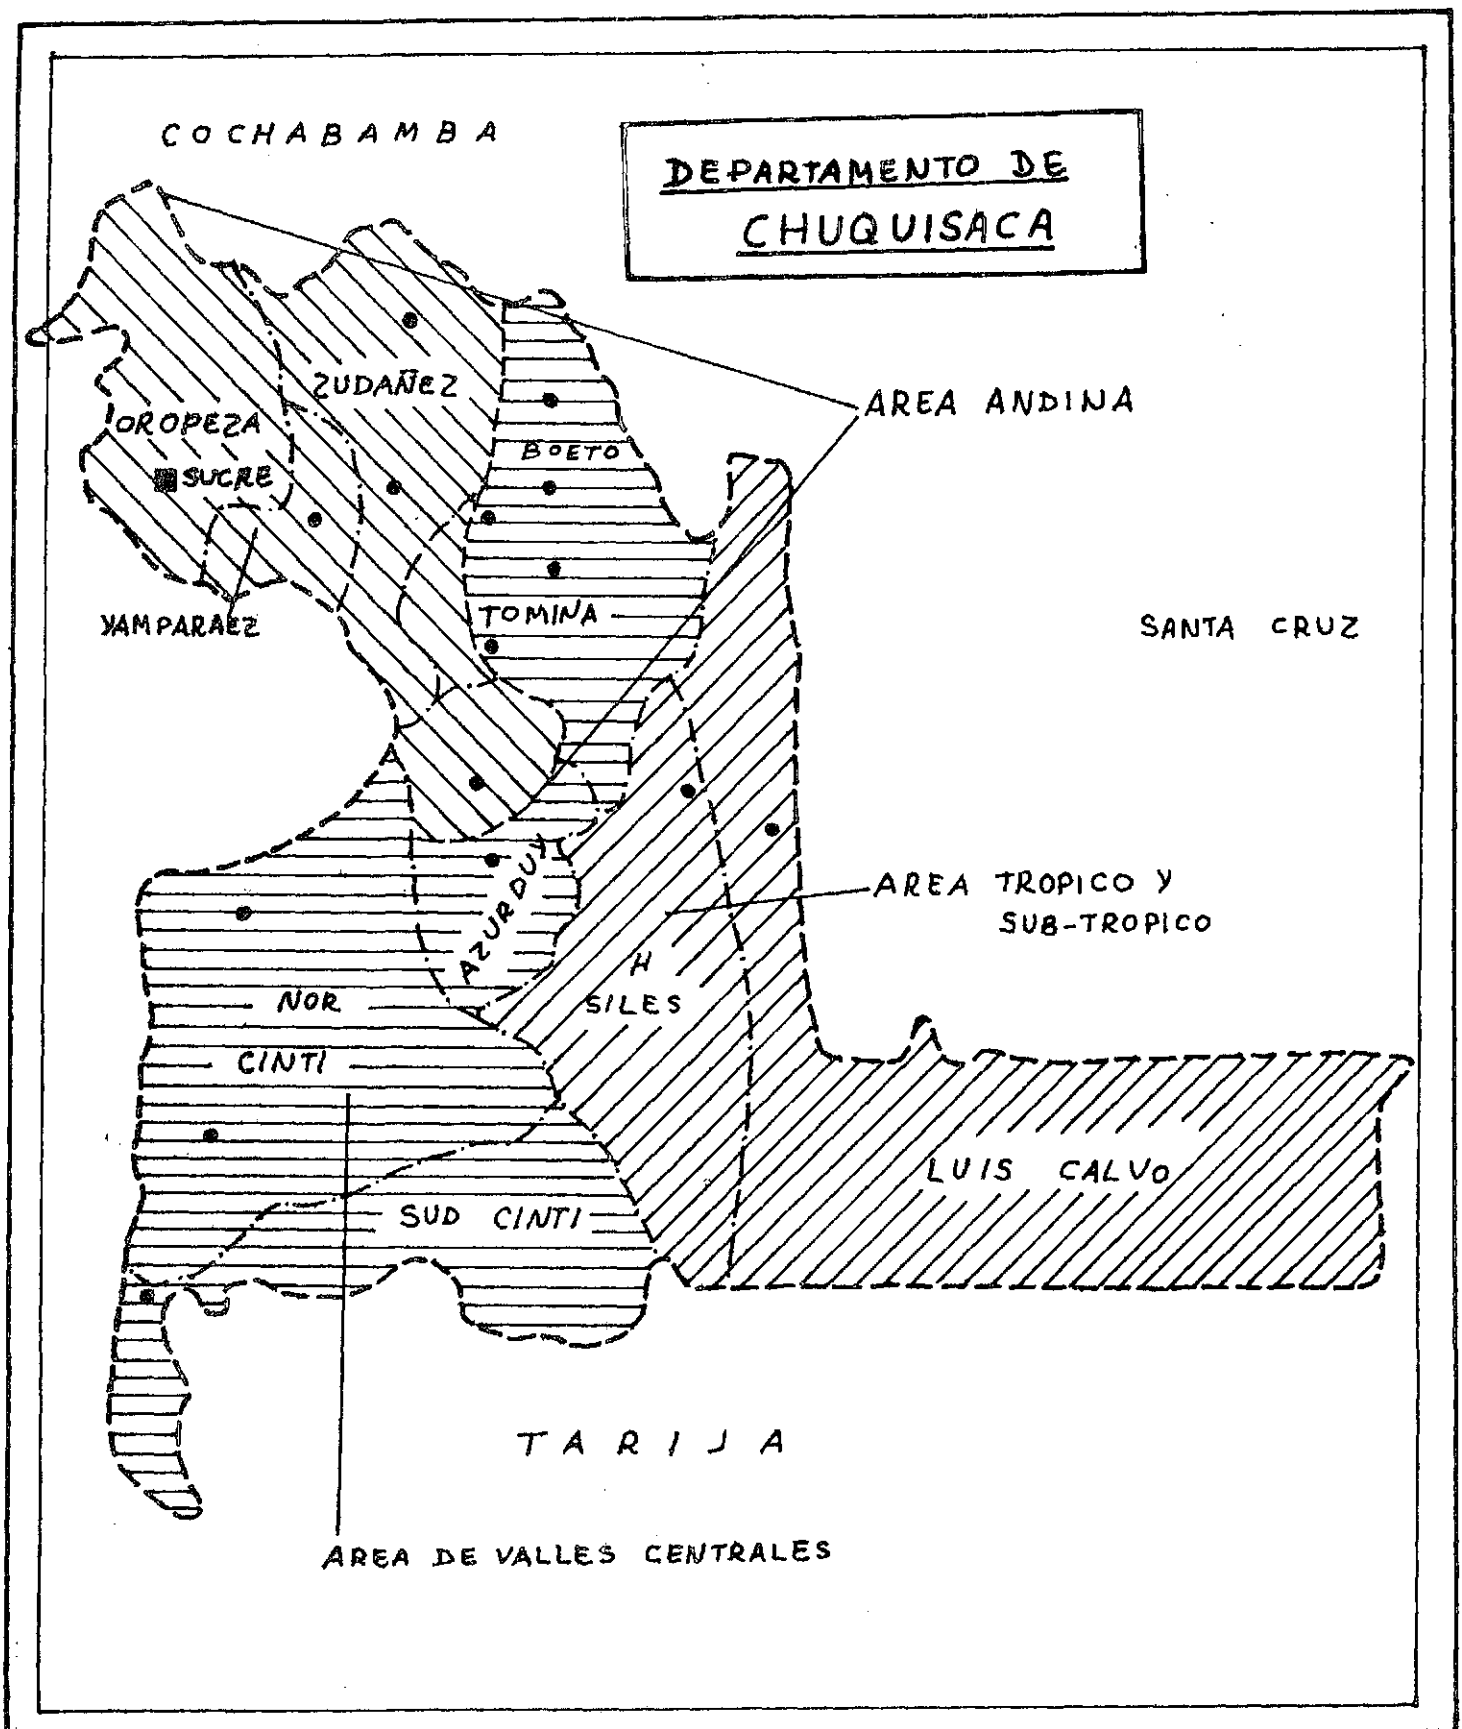 COCHABAMBA
DEPARTAMENTO DE
CHUQUISACA
ZUDAÑEZ
AREA ANDINA
OROPEZA
BOETO
SUCRE
TOMINA
YAMPARAEZ
SANTA CRUZ
AZURDUY
AREA TROPICO Y
SUB-TROPICO
H
SILES
NOR
CINTI
LUIS CALVO
SUD CINTI
TARIJA
AREA DE VALLES CENTRALES